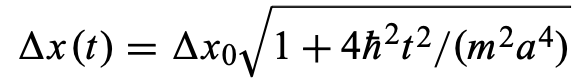 Δx(t) = Δx₀√(1 + 4ħ²t²/(m²a⁴))